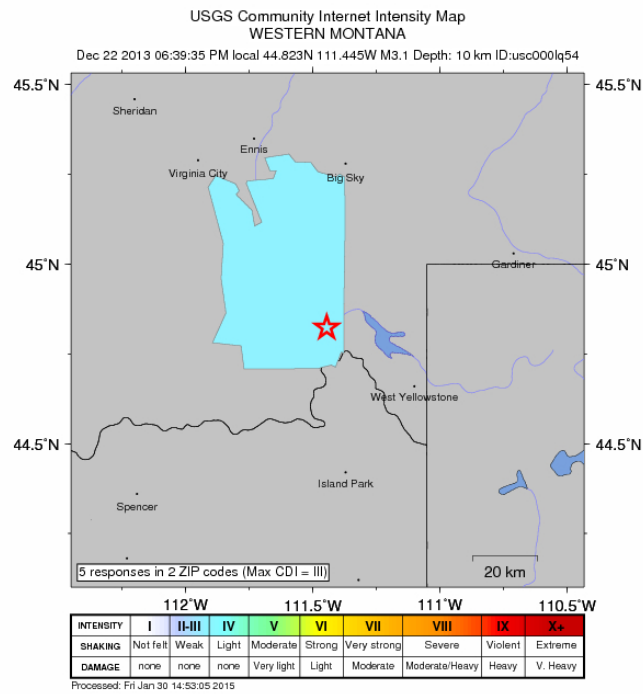 USGS Community Internet Intensity Map
WESTERN MONTANA
Dec 22 2013 06:39:35 PM local 44.823N 111.445W M3.1 Depth: 10 km ID:usc000lq54
45.5˚N 45.5˚N
Sheridan
Ennis
Virginia City
Big Sky
45˚N 45˚N
Gardiner
West Yellowstone
44.5˚N 44.5˚N
Island Park
Spencer
5 responses in 2 ZIP codes (Max CDI = III)
20 km
112˚W 111.5˚W 111˚W 110.5˚W
INTENSITY I II-III IV V VI VII VIII IX X+
SHAKING Not felt Weak Light Moderate Strong Very strong Severe Violent Extreme
DAMAGE none none none Very light Light Moderate Moderate/Heavy Heavy V. Heavy
Processed: Fri Jan 30 14:53:05 2015